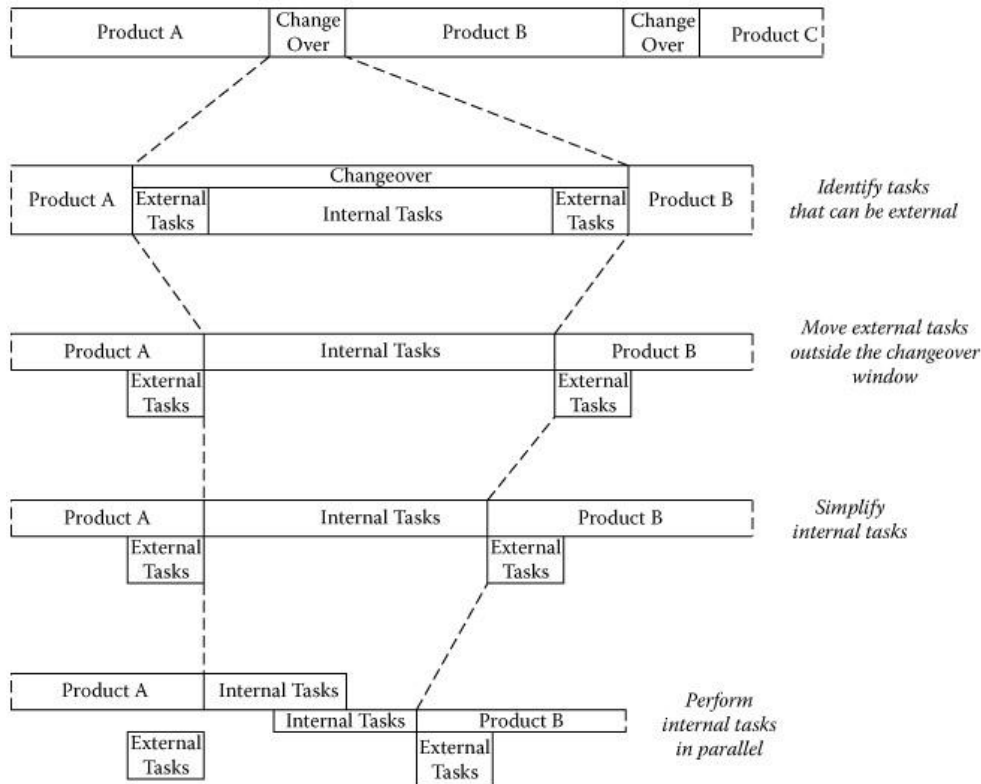 Product A
Change
Over
Product B
Change
Over
Product C
Changeover
Product A
External
Tasks
Internal Tasks
External
Tasks
Product B
Identify tasks
that can be external
Product A
Internal Tasks
Product B
External
Tasks
External
Tasks
Move external tasks
outside the changeover
window
Product A
Internal Tasks
Product B
External
Tasks
External
Tasks
Simplify
internal tasks
Product A
Internal Tasks
Internal Tasks
Product B
External
Tasks
External
Tasks
Perform
internal tasks
in parallel